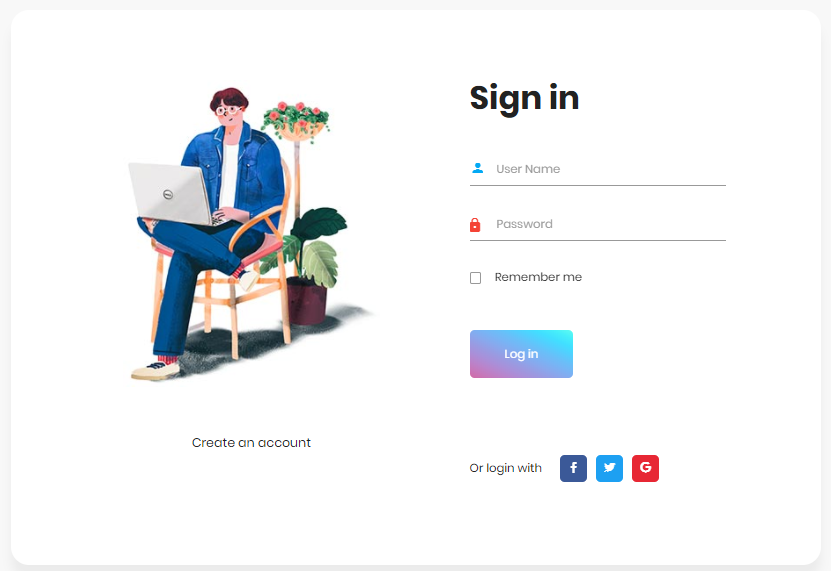 Sign in
User Name
Password
Remember me
Log in
Create an account
Or login with